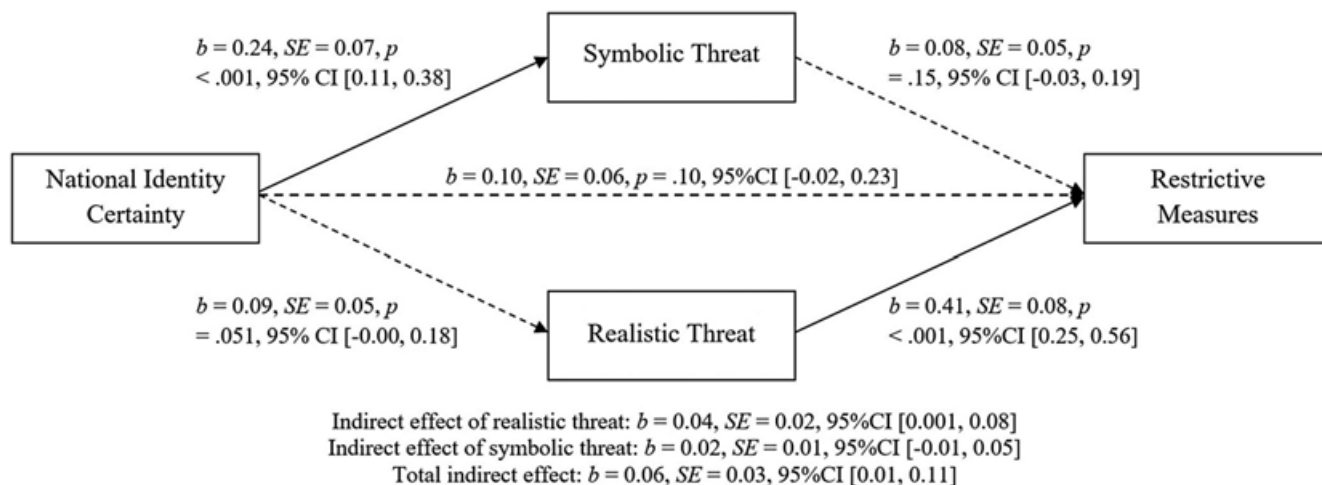 b = 0.24, SE = 0.07, p
< .001, 95% CI [0.11, 0.38]
Symbolic Threat
b = 0.08, SE = 0.05, p
= .15, 95% CI [-0.03, 0.19]
National Identity
Certainty
b = 0.10, SE = 0.06, p = .10, 95%CI [-0.02, 0.23]
Restrictive
Measures
b = 0.09, SE = 0.05, p
= .051, 95% CI [-0.00, 0.18]
Realistic Threat
b = 0.41, SE = 0.08, p
< .001, 95%CI [0.25, 0.56]
Indirect effect of realistic threat: b = 0.04, SE = 0.02, 95%CI [0.001, 0.08]
Indirect effect of symbolic threat: b = 0.02, SE = 0.01, 95%CI [-0.01, 0.05]
Total indirect effect: b = 0.06, SE = 0.03, 95%CI [0.01, 0.11]